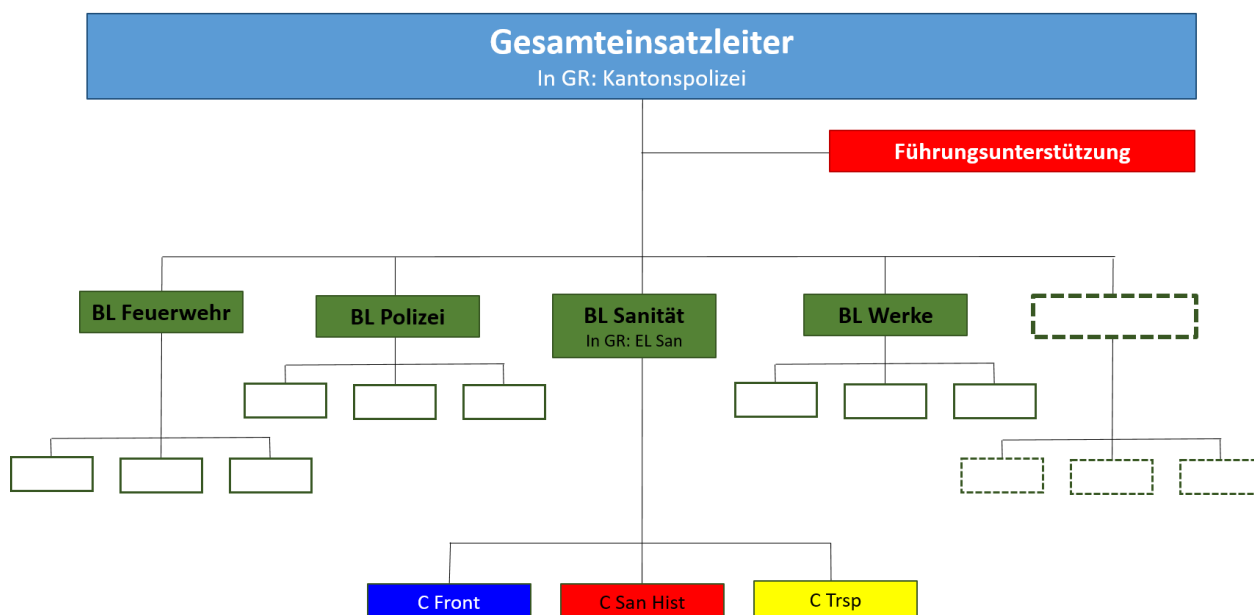 Gesamteinsatzleiter
In GR: Kantonspolizei
Führungsunterstützung
BL Feuerwehr
BL Polizei
BL Sanität
In GR: EL San
BL Werke
C Front
C San Hist
C Trsp